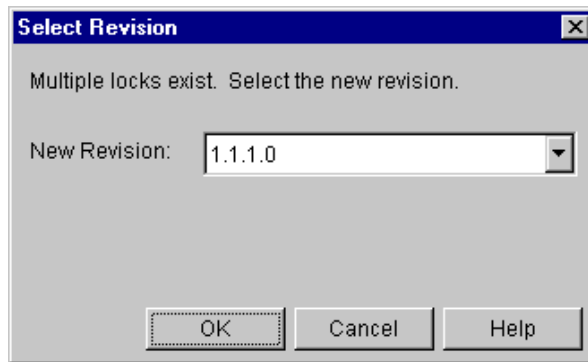 Select Revision
Multiple locks exist. Select the new revision.
New Revision: 1.1.1.0
OK Cancel Help